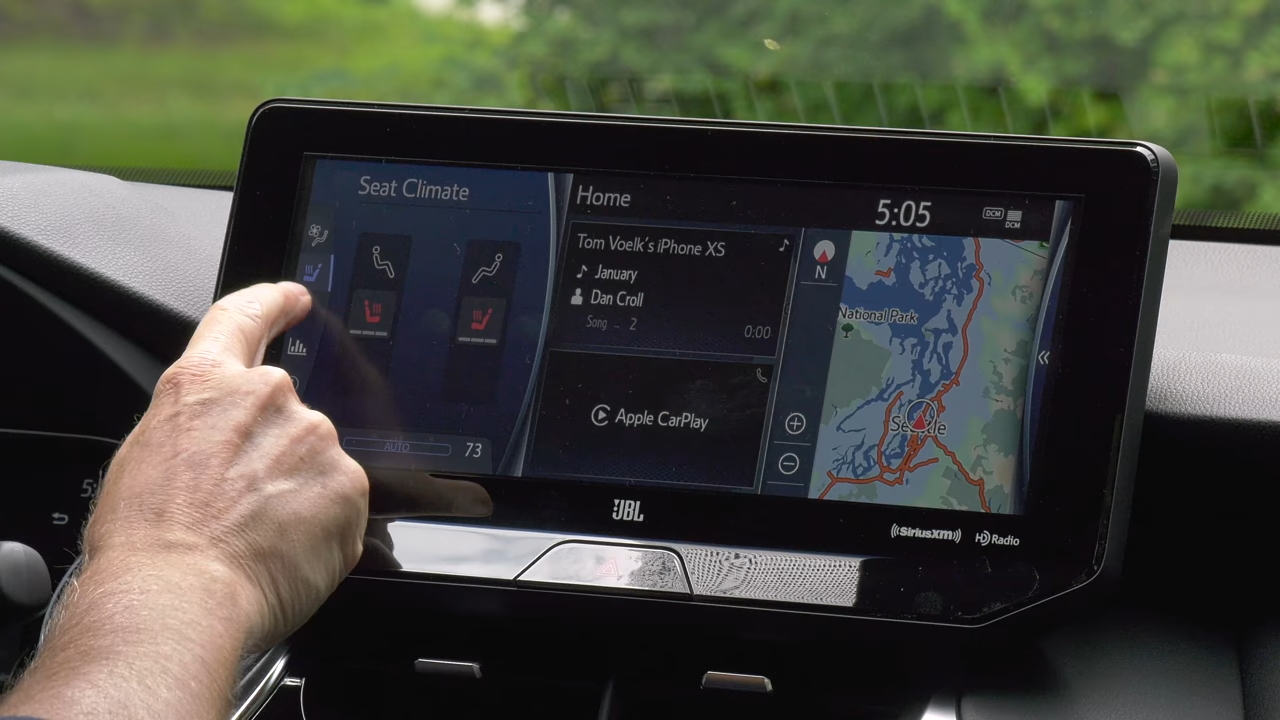 Seat Climate
AUTO
73
Home
5:05
DCM
DCM
Tom Voelk's iPhone XS
January
Dan Croll
Song
2
0:00
Apple CarPlay
N
National Park
Seattle
JBL
((SiriusXM))
HD Radio